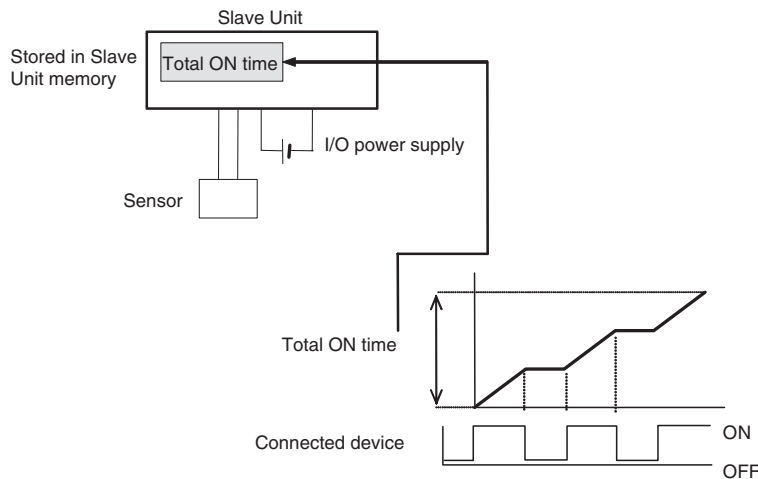 Slave Unit
Stored in Slave
Unit memory
Total ON time
I/O power supply
Sensor
Total ON time
Connected device
ON
OFF